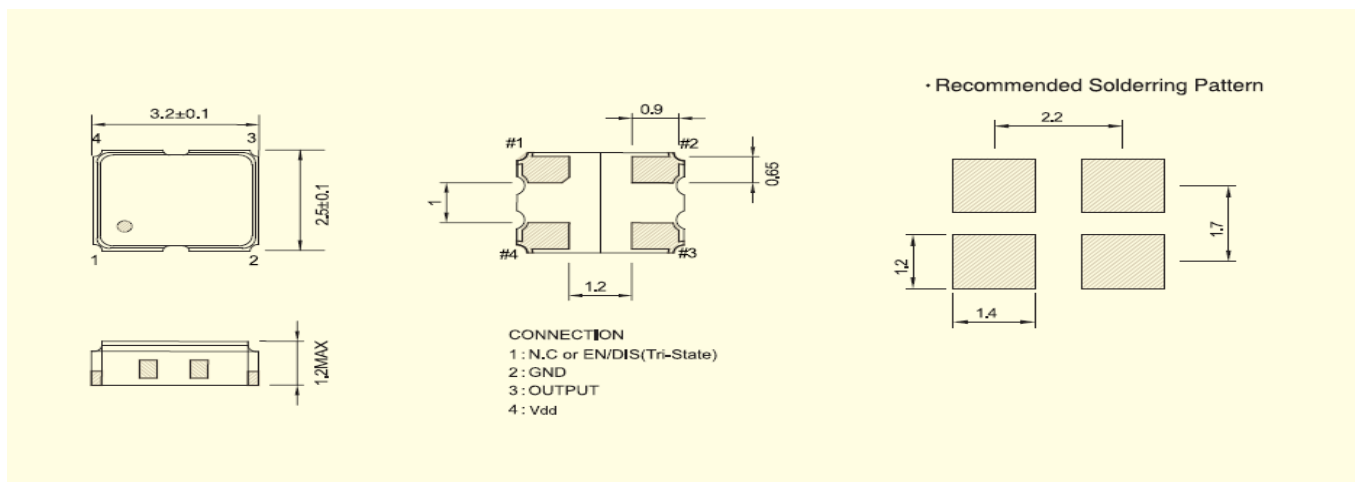 · Recommended Solderring Pattern
3.2±0.1
4
3
2.5±0.1
1
2
1.2MAX
0.9
#1
#2
0.65
1
#4
#3
1.2
2.2
1.7
1.2
1.4
CONNECTION
1 : N.C or EN/DIS(Tri-State)
2 : GND
3 : OUTPUT
4 : Vdd